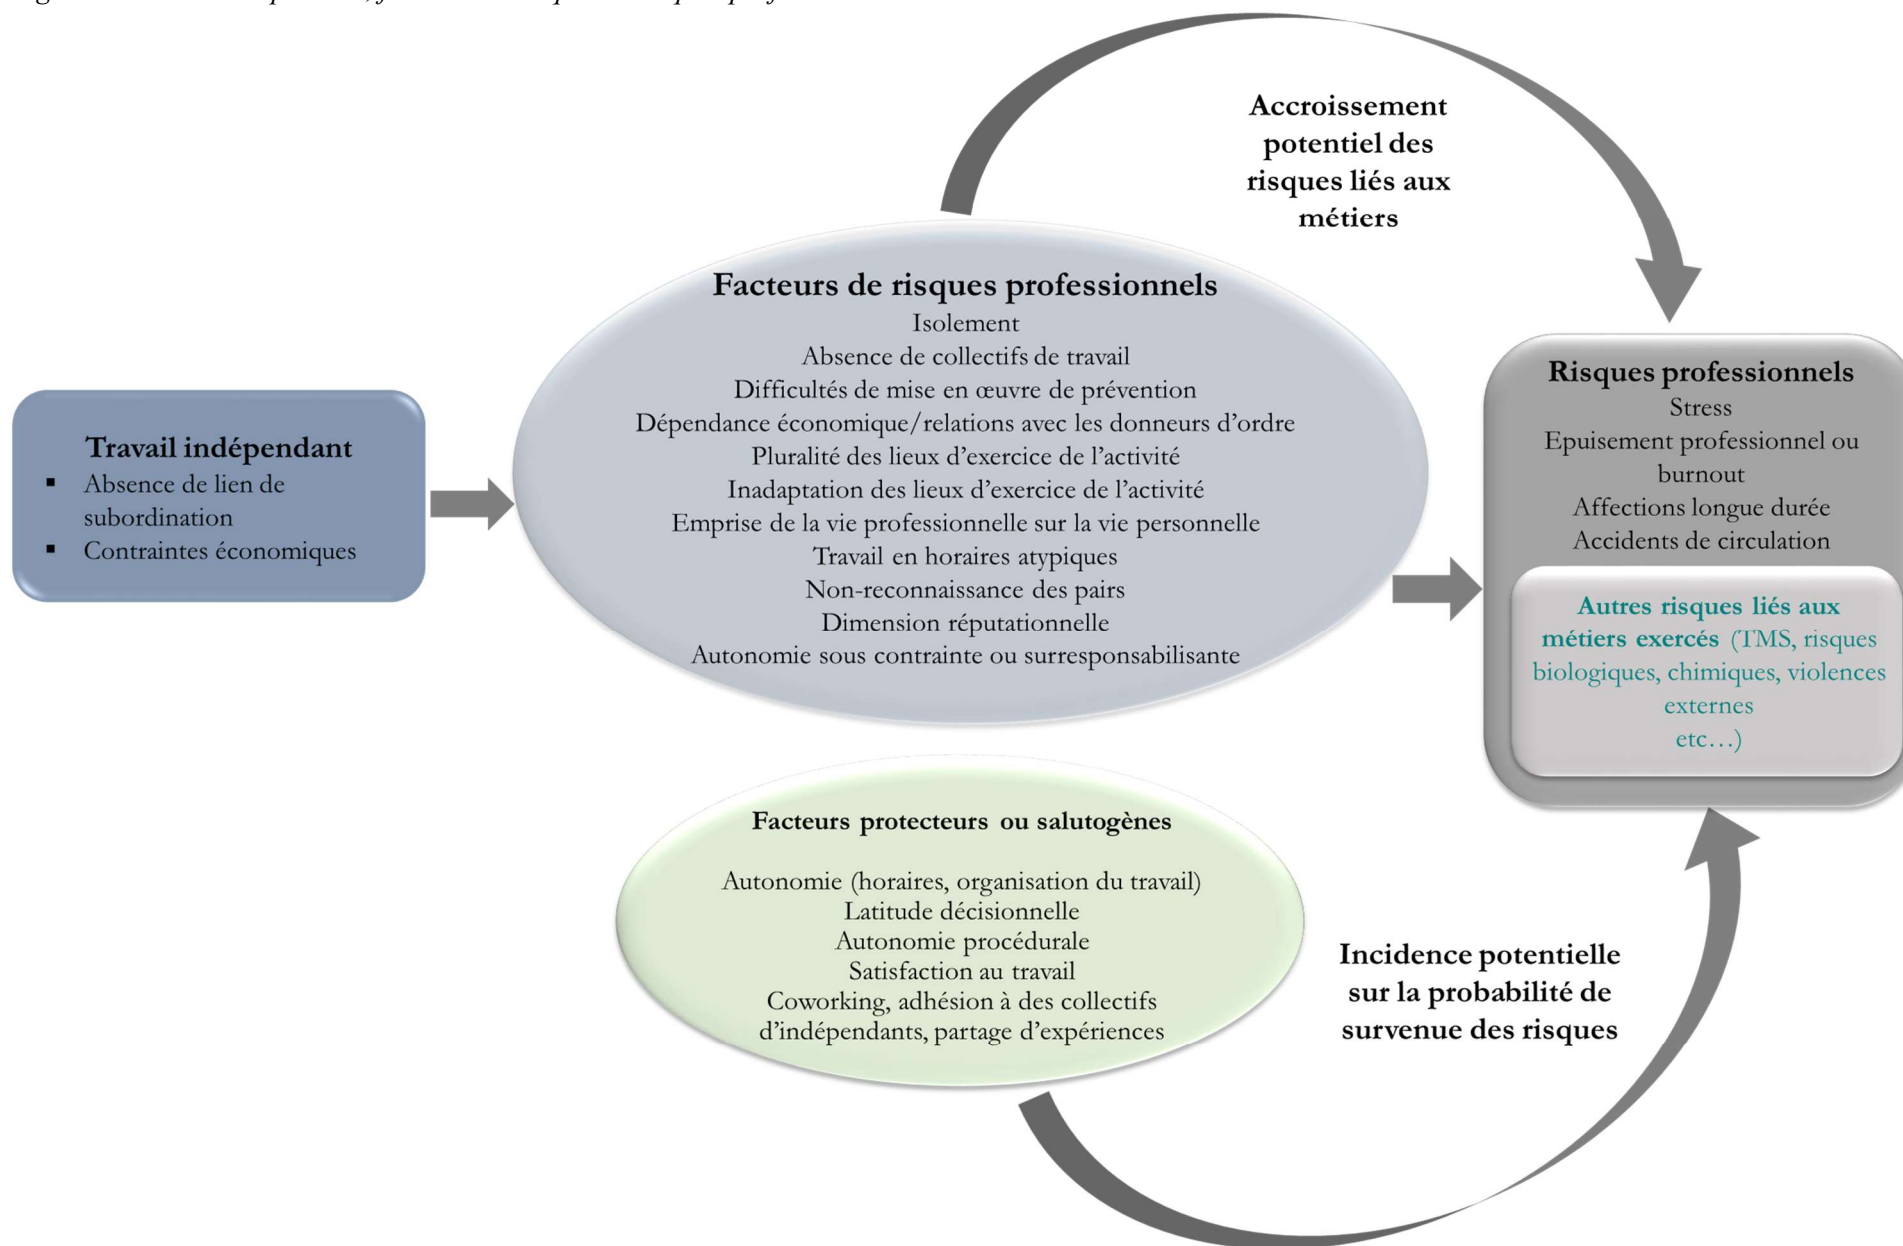 Accroissement
potentiel des
risques liés aux
métiers
Facteurs de risques professionnels
Isolement
Absence de collectifs de travail
Difficultés de mise en œuvre de prévention
Dépendance économique/relations avec les donneurs d’ordre
Pluralité des lieux d’exercice de l’activité
Inadaptation des lieux d’exercice de l’activité
Emprise de la vie professionnelle sur la vie personnelle
Travail en horaires atypiques
Non-reconnaissance des pairs
Dimension réputationnelle
Autonomie sous contrainte ou surresponsabilisante
Travail indépendant
▪ Absence de lien de
subordination
▪ Contraintes économiques
Risques professionnels
Stress
Epuisement professionnel ou
burnout
Affections longue durée
Accidents de circulation
Autres risques liés aux
métiers exercés (TMS, risques
biologiques, chimiques, violences
externes
etc…)
Facteurs protecteurs ou salutogènes
Autonomie (horaires, organisation du travail)
Latitude décisionnelle
Autonomie procédurale
Satisfaction au travail
Coworking, adhésion à des collectifs
d’indépendants, partage d’expériences
Incidence potentielle
sur la probabilité de
survenue des risques